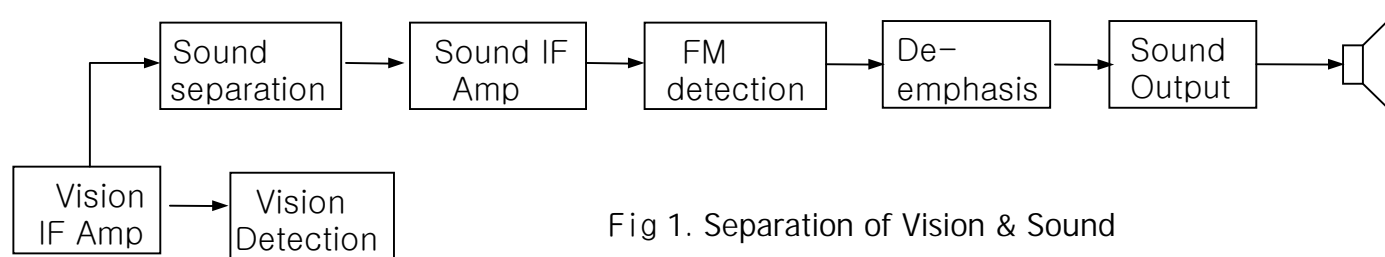 Sound
separation
Sound IF
Amp
FM
detection
De-
emphasis
Sound
Output
Vision
IF Amp
Vision
Detection
Fig 1. Separation of Vision & Sound